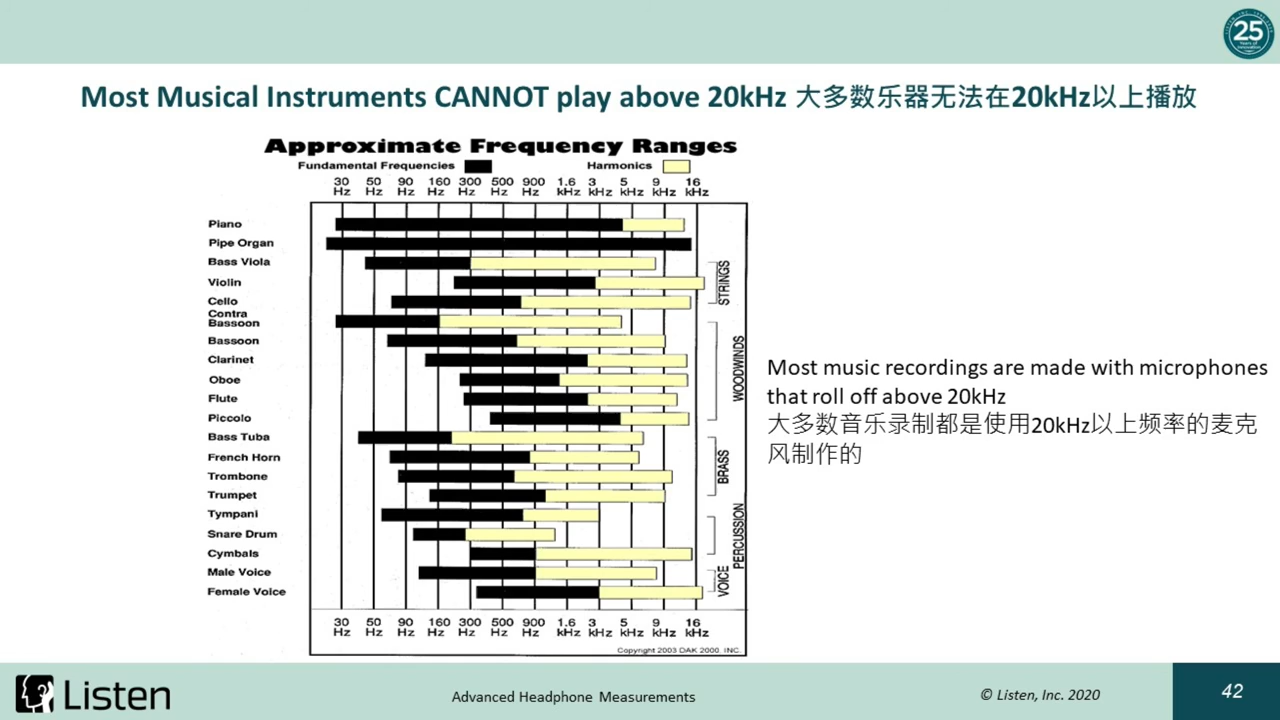 25
Years of
Innovation
Most Musical Instruments CANNOT play above 20kHz 大多数乐器无法在20kHz以上播放
Approximate Frequency Ranges
Fundamental Frequencies Harmonics
30 Hz 50 Hz 90 Hz 160 Hz 300 Hz 500 Hz 900 Hz 1.6 kHz 3 kHz 5 kHz 9 kHz 16 kHz
Piano
Pipe Organ
Bass Viola
Violin
Cello
STRINGS
Contra
Bassoon
Bassoon
Clarinet
Oboe
Flute
Piccolo
WOODWINDS
Bass Tuba
French Horn
Trombone
Trumpet
BRASS
Tympani
Snare Drum
Cymbals
PERCUSSION
Male Voice
Female Voice
VOICE
30 Hz 50 Hz 90 Hz 160 Hz 300 Hz 500 Hz 900 Hz 1.6 kHz 3 kHz 5 kHz 9 kHz 16 kHz
Copyright 2003 DAK 2000, INC.
Most music recordings are made with microphones
that roll off above 20kHz
大多数音乐录制都是使用20kHz以上频率的麦克
风制作的
Listen
Advanced Headphone Measurements
© Listen, Inc. 2020
42